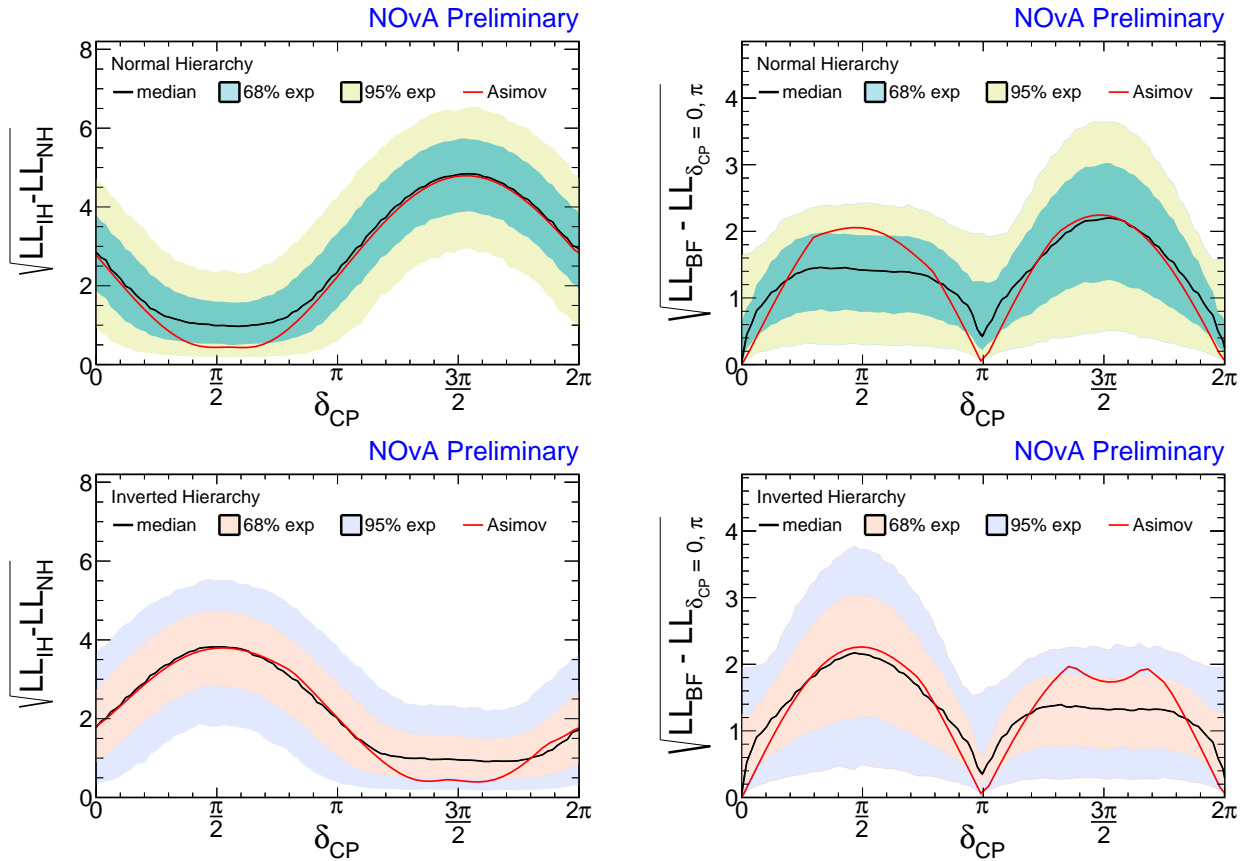 NOvA Preliminary
Normal Hierarchy
median 68% exp 95% exp Asimov
√LL_IH-LL_NH
8
6
4
2
0
0 π/2 π 3π/2 2π
δ_CP
NOvA Preliminary
Normal Hierarchy
median 68% exp 95% exp Asimov
√LL_BF - LL_δ_CP = 0, π
4
3
2
1
0
0 π/2 π 3π/2 2π
δ_CP
NOvA Preliminary
Inverted Hierarchy
median 68% exp 95% exp Asimov
√LL_IH-LL_NH
8
6
4
2
0
0 π/2 π 3π/2 2π
δ_CP
NOvA Preliminary
Inverted Hierarchy
median 68% exp 95% exp Asimov
√LL_BF - LL_δ_CP = 0, π
4
3
2
1
0
0 π/2 π 3π/2 2π
δ_CP